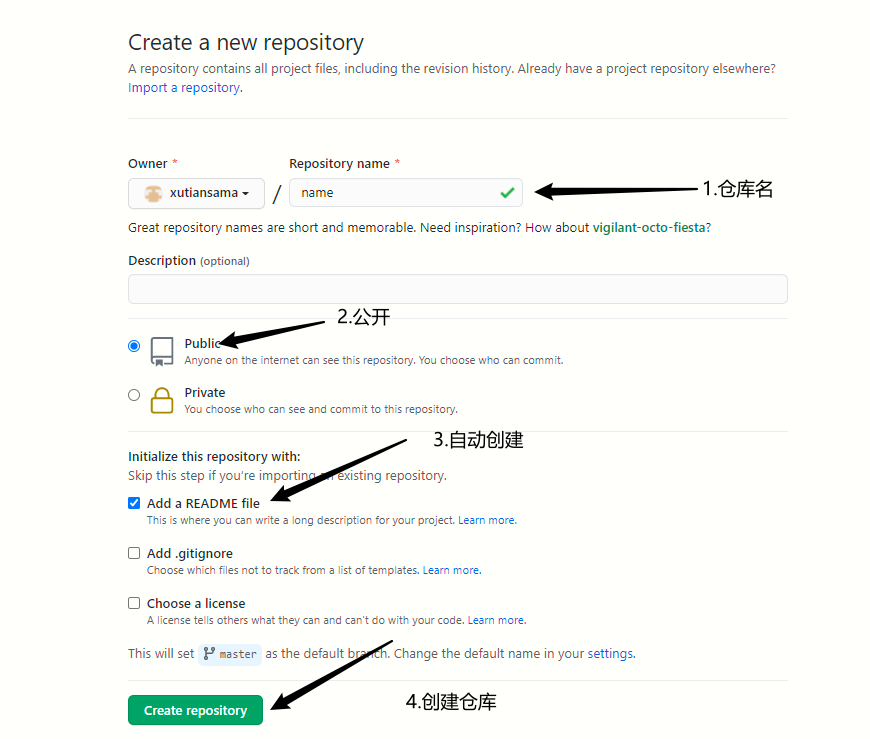 Create a new repository
A repository contains all project files, including the revision history. Already have a project repository elsewhere?
Import a repository.
Owner * Repository name *
xutiansama / name 1.仓库名
Great repository names are short and memorable. Need inspiration? How about vigilant-octo-fiesta?
Description (optional)
2.公开
Public
Anyone on the internet can see this repository. You choose who can commit.
Private
You choose who can see and commit to this repository.
3.自动创建
Initialize this repository with:
Skip this step if you're importing an existing repository.
Add a README file
This is where you can write a long description for your project. Learn more.
Add .gitignore
Choose which files not to track from a list of templates. Learn more.
Choose a license
A license tells others what they can and can't do with your code. Learn more.
This will set master as the default branch. Change the default name in your settings.
4.创建仓库
Create repository